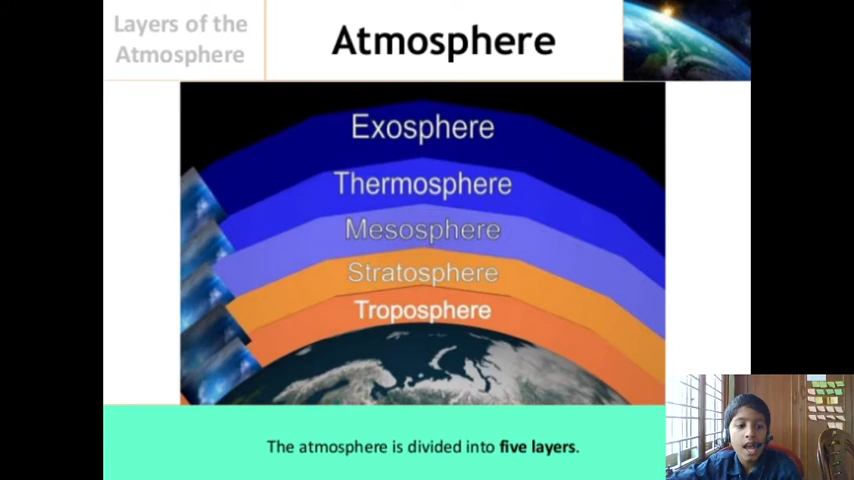 Layers of the
Atmosphere
Atmosphere
Exosphere
Thermosphere
Mesosphere
Stratosphere
Troposphere
The atmosphere is divided into five layers.